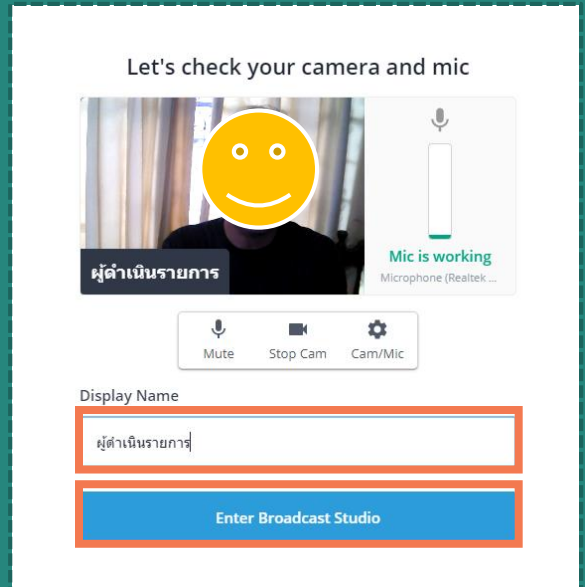 Let's check your camera and mic
ผู้ดำเนินรายการ
Mic is working
Microphone (Realtek ...
Mute Stop Cam Cam/Mic
Display Name
ผู้ดำเนินรายการ
Enter Broadcast Studio